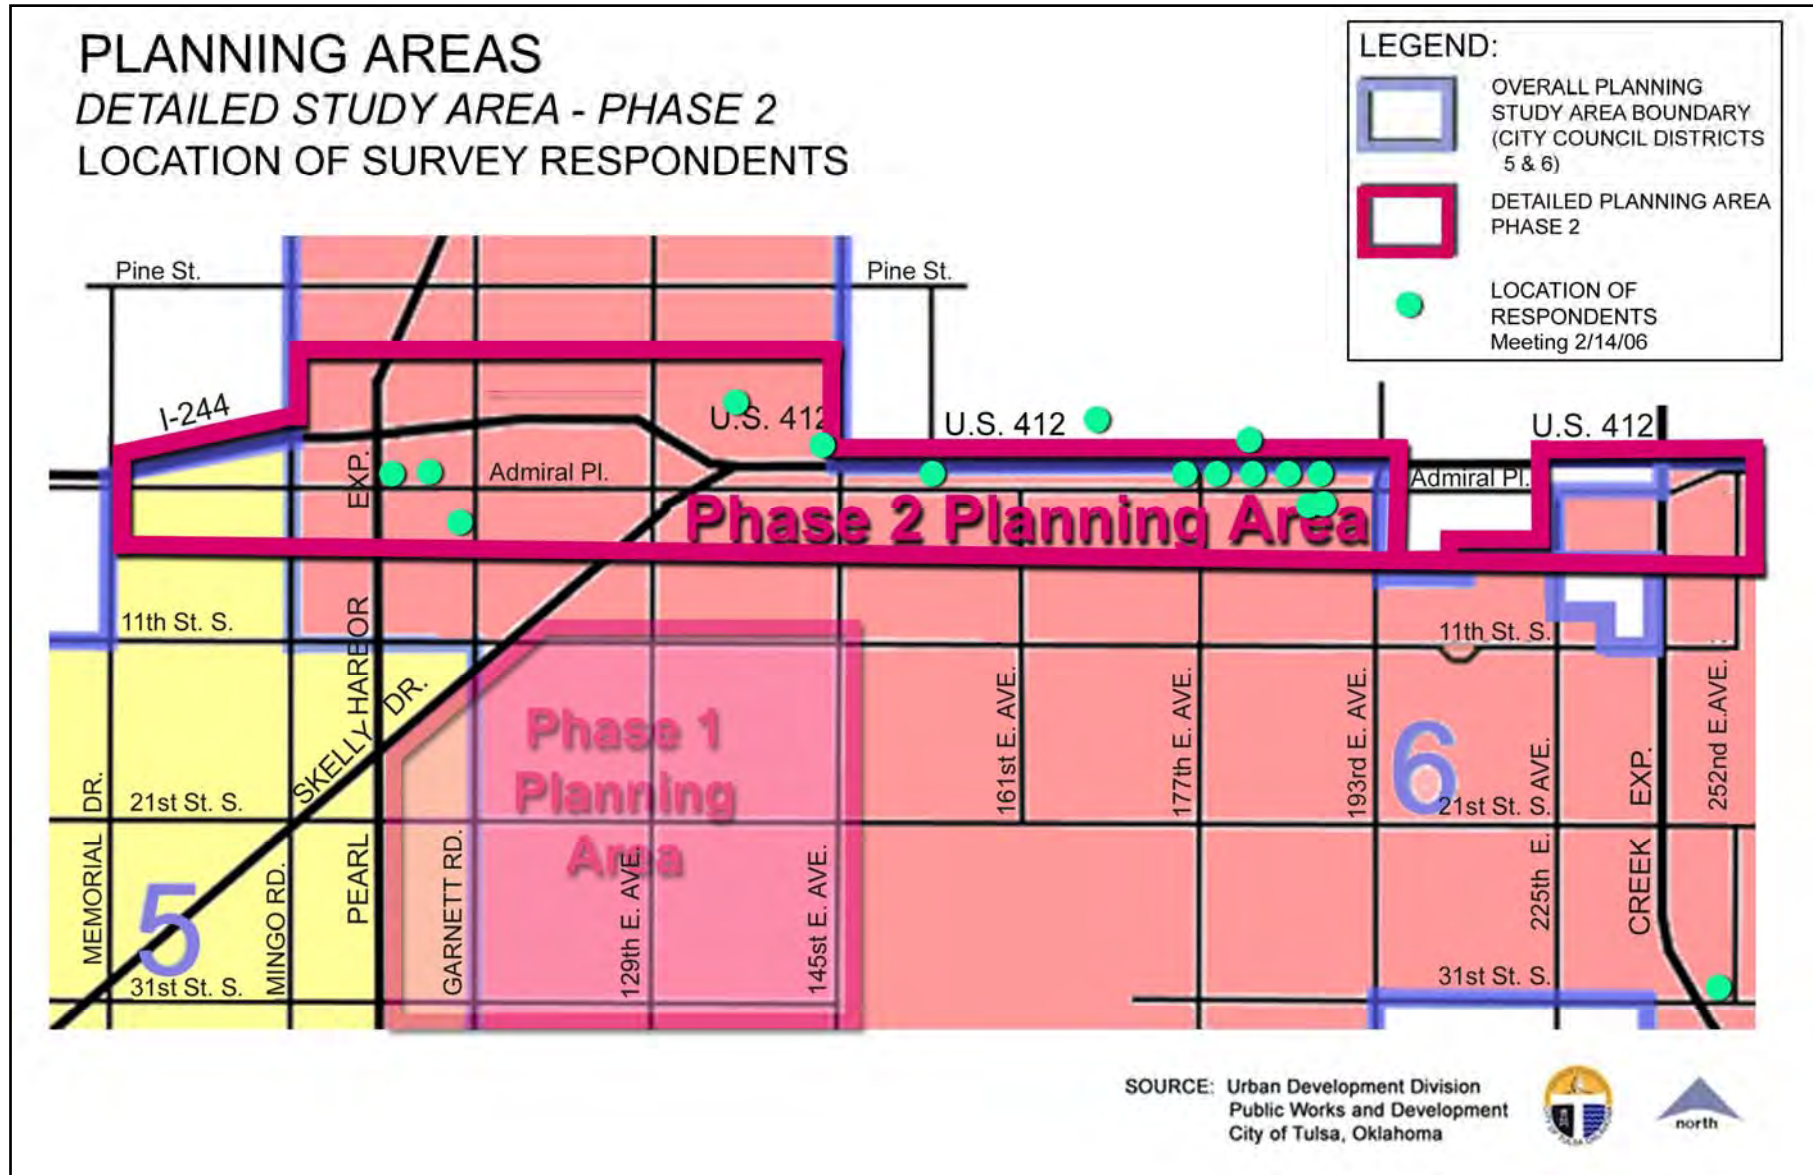 PLANNING AREAS
DETAILED STUDY AREA - PHASE 2
LOCATION OF SURVEY RESPONDENTS
LEGEND:
OVERALL PLANNING
STUDY AREA BOUNDARY
(CITY COUNCIL DISTRICTS
5 & 6)
DETAILED PLANNING AREA
PHASE 2
LOCATION OF
RESPONDENTS
Meeting 2/14/06
Pine St.
Pine St.
I-244
U.S. 412
U.S. 412
U.S. 412
Admiral Pl.
Admiral Pl.
Phase 2 Planning Area
11th St. S.
11th St. S.
Phase 1
Planning
Area
21st St. S.
21st St. S.
31st St. S.
31st St. S.
5
6
MEMORIAL DR.
MINGO RD.
PEARL HARBOR EXP.
SKELLY DR.
GARNETT RD.
129th E. AVE.
145st E. AVE.
161st E. AVE.
177th E. AVE.
193rd E. AVE.
225th E. AVE.
CREEK EXP.
252nd E.AVE.
SOURCE: Urban Development Division
Public Works and Development
City of Tulsa, Oklahoma
north